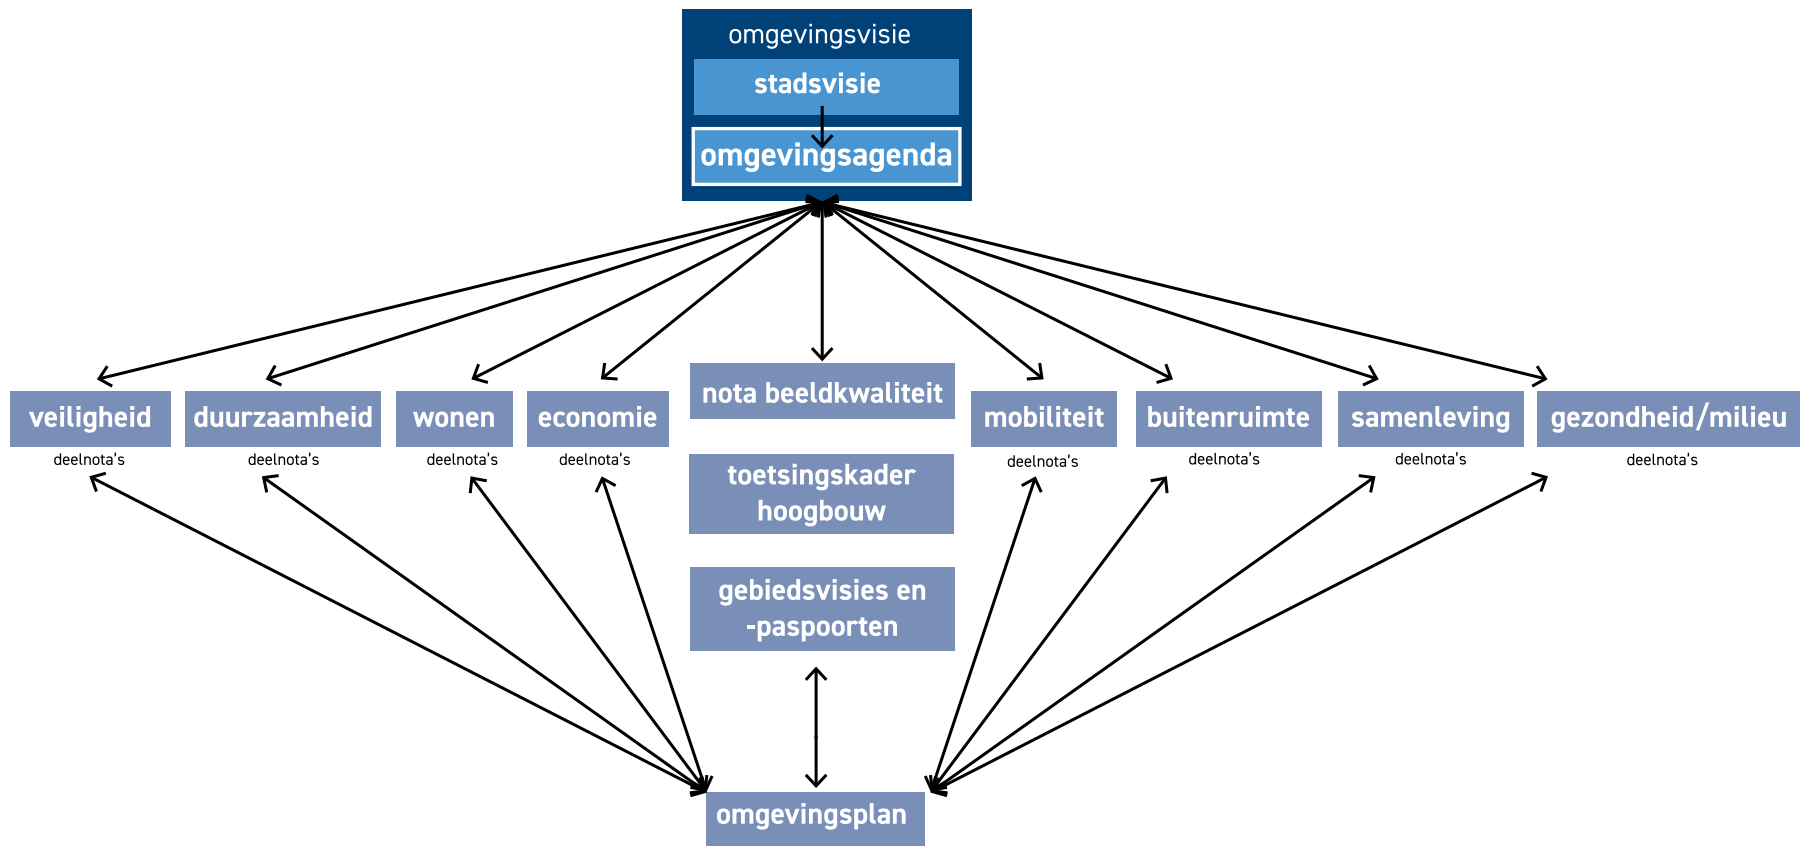 omgevingsvisie
stadsvisie
omgevingsagenda
veiligheid
deelnota's
duurzaamheid
deelnota's
wonen
deelnota's
economie
deelnota's
nota beeldkwaliteit
toetsingskader
hoogbouw
gebiedsvisies en
-paspoorten
mobiliteit
deelnota's
buitenruimte
deelnota's
samenleving
deelnota's
gezondheid/milieu
deelnota's
omgevingsplan